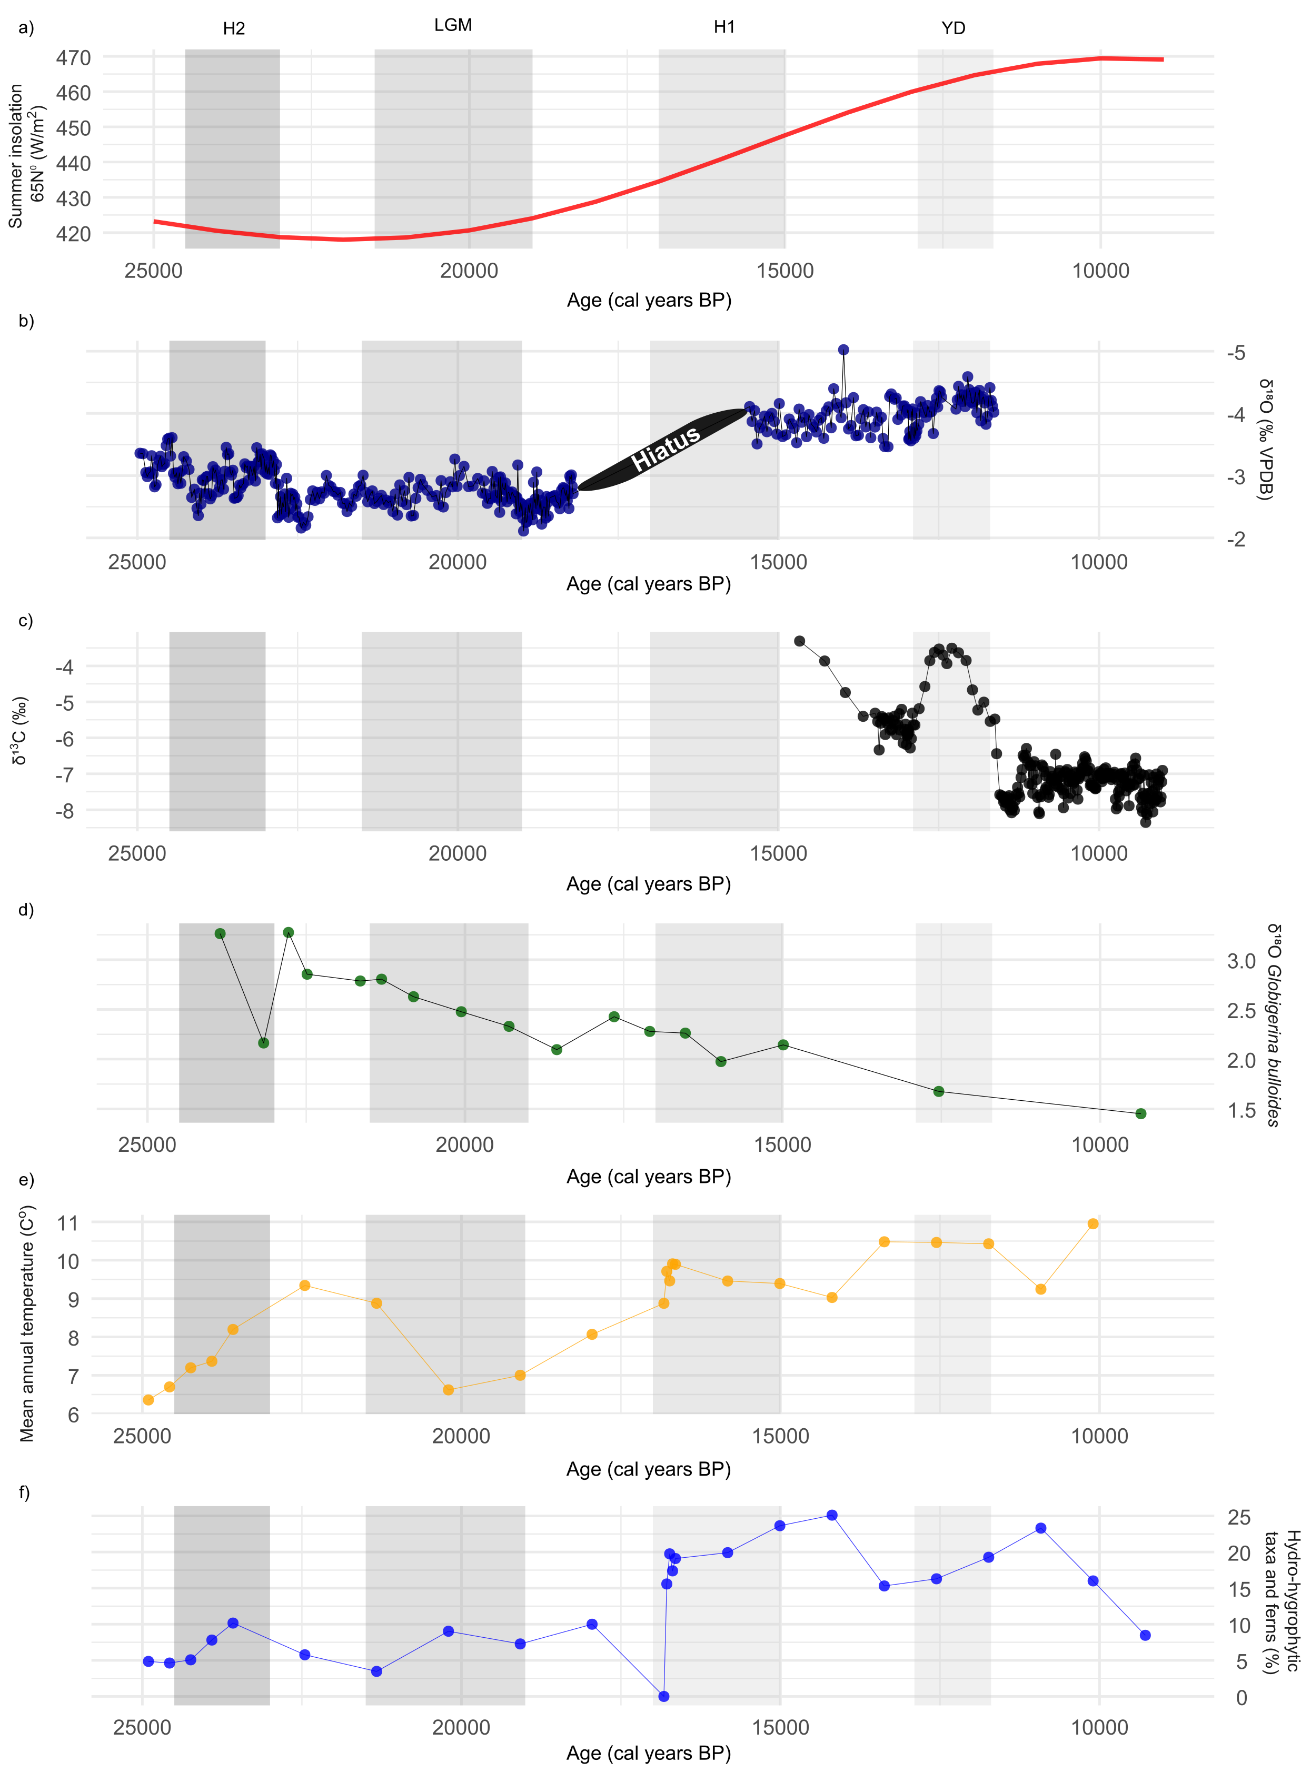 a)
H2 LGM H1 YD
Summer insolation
65N⁰ (W/m²)
470
460
450
440
430
420
25000 20000 15000 10000
Age (cal years BP)
b)
Hiatus
-5
-4
-3
-2
δ¹⁸O (‰ VPDB)
25000 20000 15000 10000
Age (cal years BP)
c)
δ¹³C (‰)
-4
-5
-6
-7
-8
25000 20000 15000 10000
Age (cal years BP)
d)
3.0
2.5
2.0
1.5
δ¹⁸O Globigerina bulloides
25000 20000 15000 10000
Age (cal years BP)
e)
Mean annual temperature (C⁰)
11
10
9
8
7
6
25000 20000 15000 10000
Age (cal years BP)
f)
25
20
15
10
5
0
Hydro-hygrophytic
taxa and ferns (%)
25000 20000 15000 10000
Age (cal years BP)